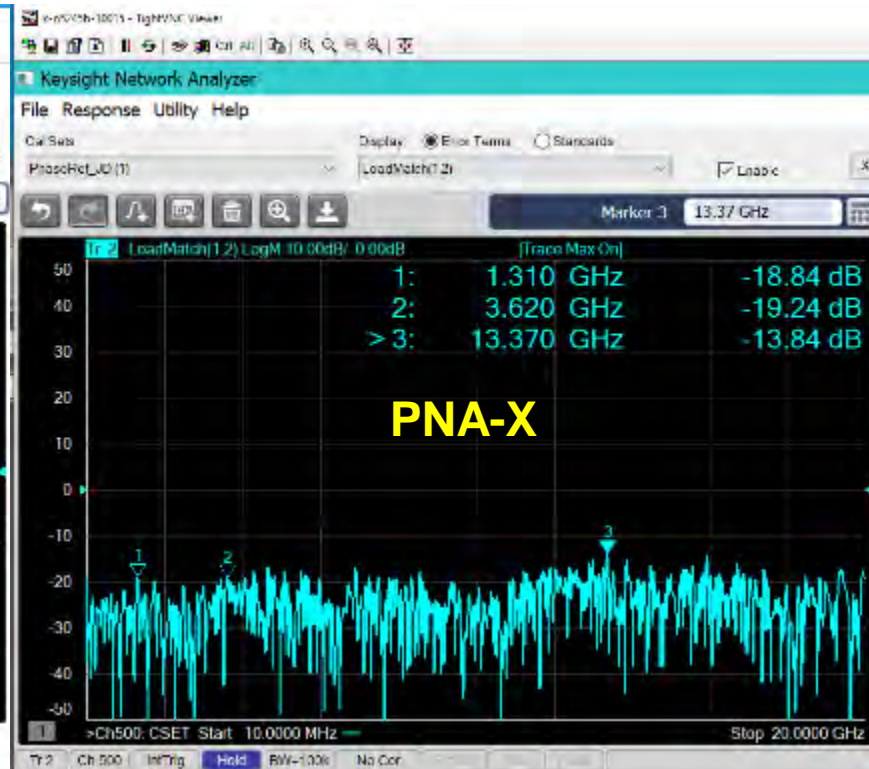 TightVNC Viewer
Keysight Network Analyzer
File Response Utility Help
Cal Sets
Display Error Terms Standards
LoadMatch(1,2)
Enable
X
Marker 3 13.37 GHz
Tr 2 LoadMatch(1,2) LogM 10.00dB/ 0.00dB [Trace Max On]
50
1: 1.310 GHz -18.84 dB
40
2: 3.620 GHz -19.24 dB
> 3: 13.370 GHz -13.84 dB
30
20
PNA-X
10
0
-10
3
1
2
-20
-30
-40
-50
1 >Ch500: CSET Start 10.0000 MHz Stop 20.0000 GHz
Tr 2 Ch 500 IntTrig Hold BW=100k No Cor